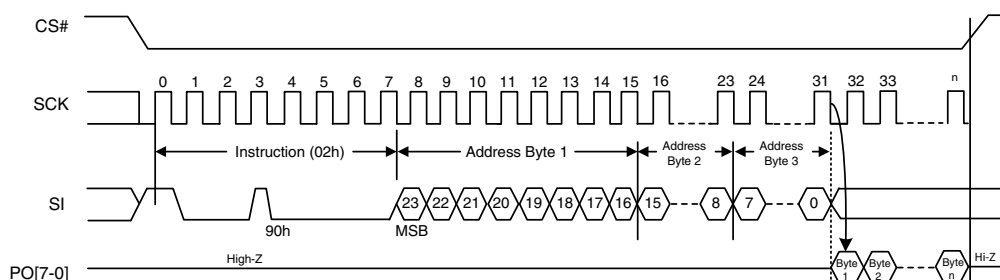 CS#
0 1 2 3 4 5 6 7 8 9 10 11 12 13 14 15 16 23 24 31 32 33 n
SCK
Instruction (02h) Address Byte 1 Address Byte 2 Address Byte 3
SI 23 22 21 20 19 18 17 16 15 8 7 0
90h MSB
High-Z Hi-Z
PO[7-0] Byte 1 Byte 2 Byte n